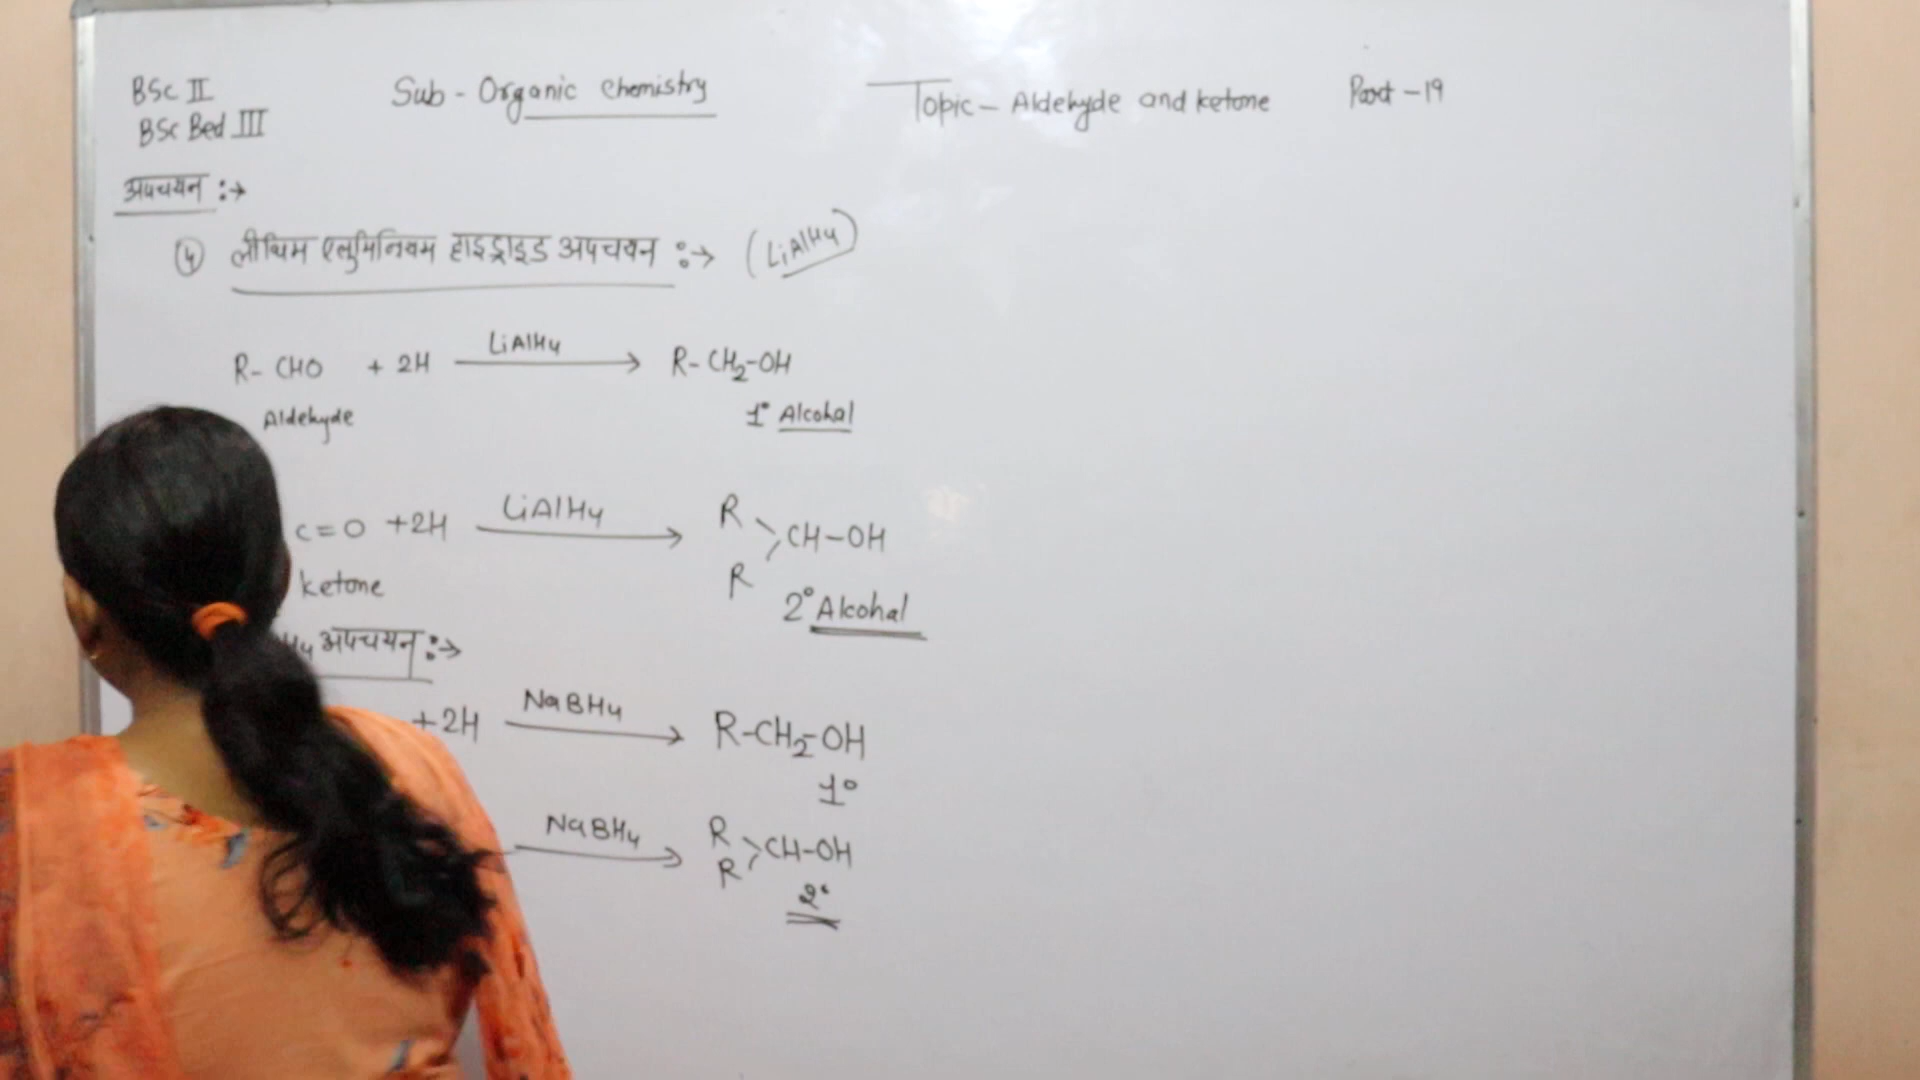 BSc II Sub - Organic Chemistry Topic - Aldehyde and ketone Part - 19
BSc Bed III
अपचयन :→
④ लीथियम एलुमिनियम हाइड्राइड अपचयन :→ (LiAlH4)
R- CHO + 2H LiAlH4 → R- CH2-OH
Aldehyde 1° Alcohal
C=O +2H LiAlH4 → R R >CH-OH
ketone 2° Alcohal
H4 अपचयन :→
+2H NaBH4 → R-CH2-OH
1°
NaBH4 → R R >CH-OH
2°